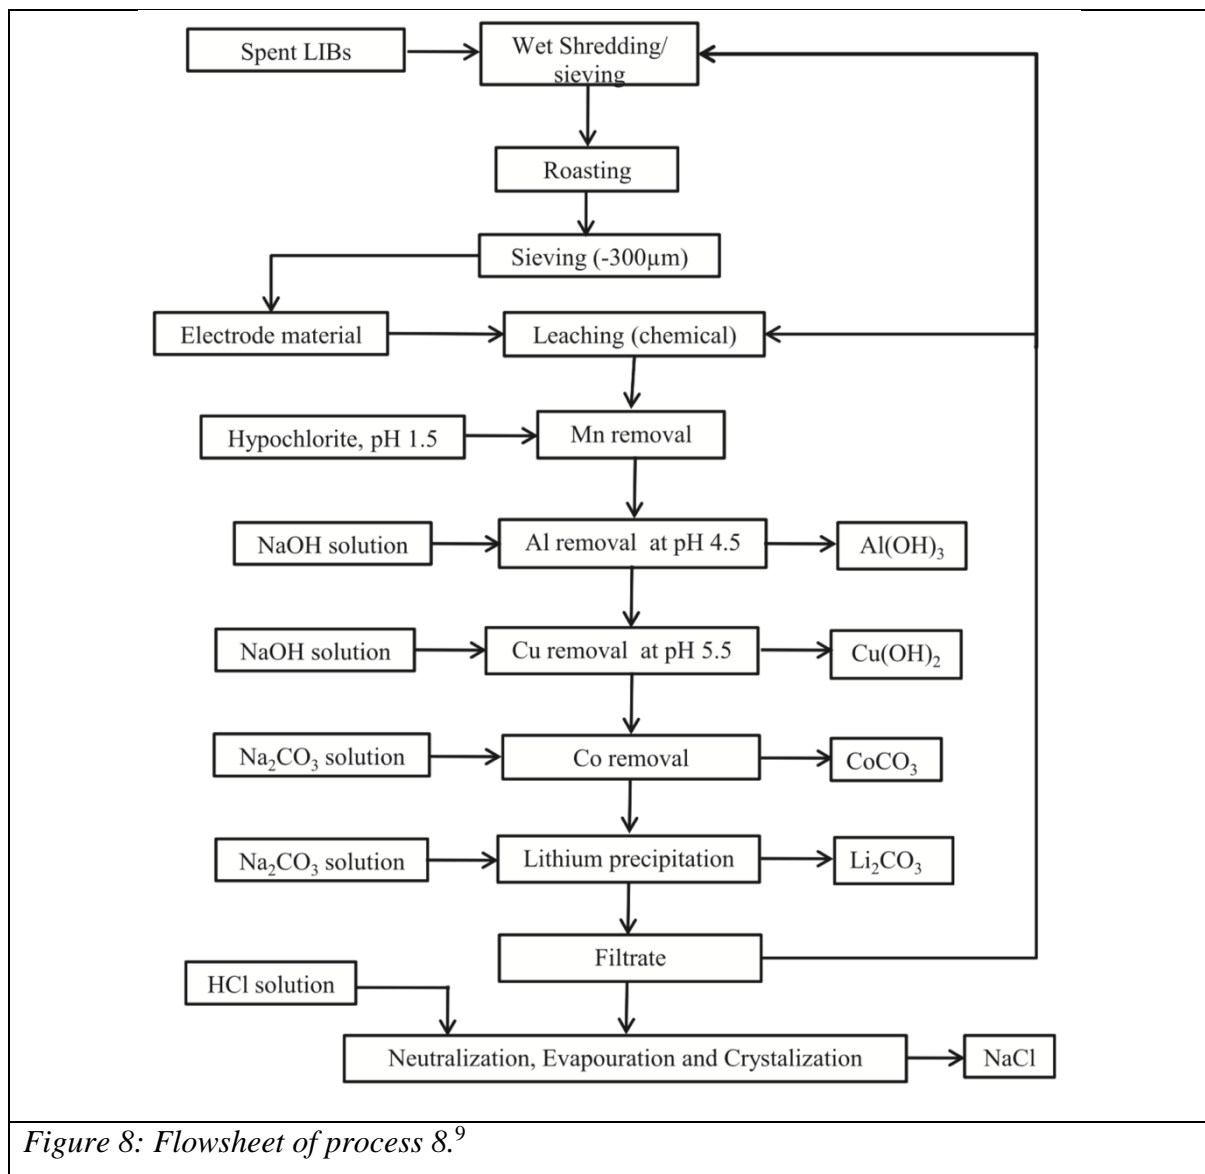 Spent LIBs
Wet Shredding/
sieving
Roasting
Sieving (-300µm)
Electrode material
Leaching (chemical)
Hypochlorite, pH 1.5
Mn removal
NaOH solution
Al removal at pH 4.5
Al(OH)₃
NaOH solution
Cu removal at pH 5.5
Cu(OH)₂
Na₂CO₃ solution
Co removal
CoCO₃
Na₂CO₃ solution
Lithium precipitation
Li₂CO₃
Filtrate
HCl solution
Neutralization, Evapouration and Crystalization
NaCl
Figure 8: Flowsheet of process 8.⁹